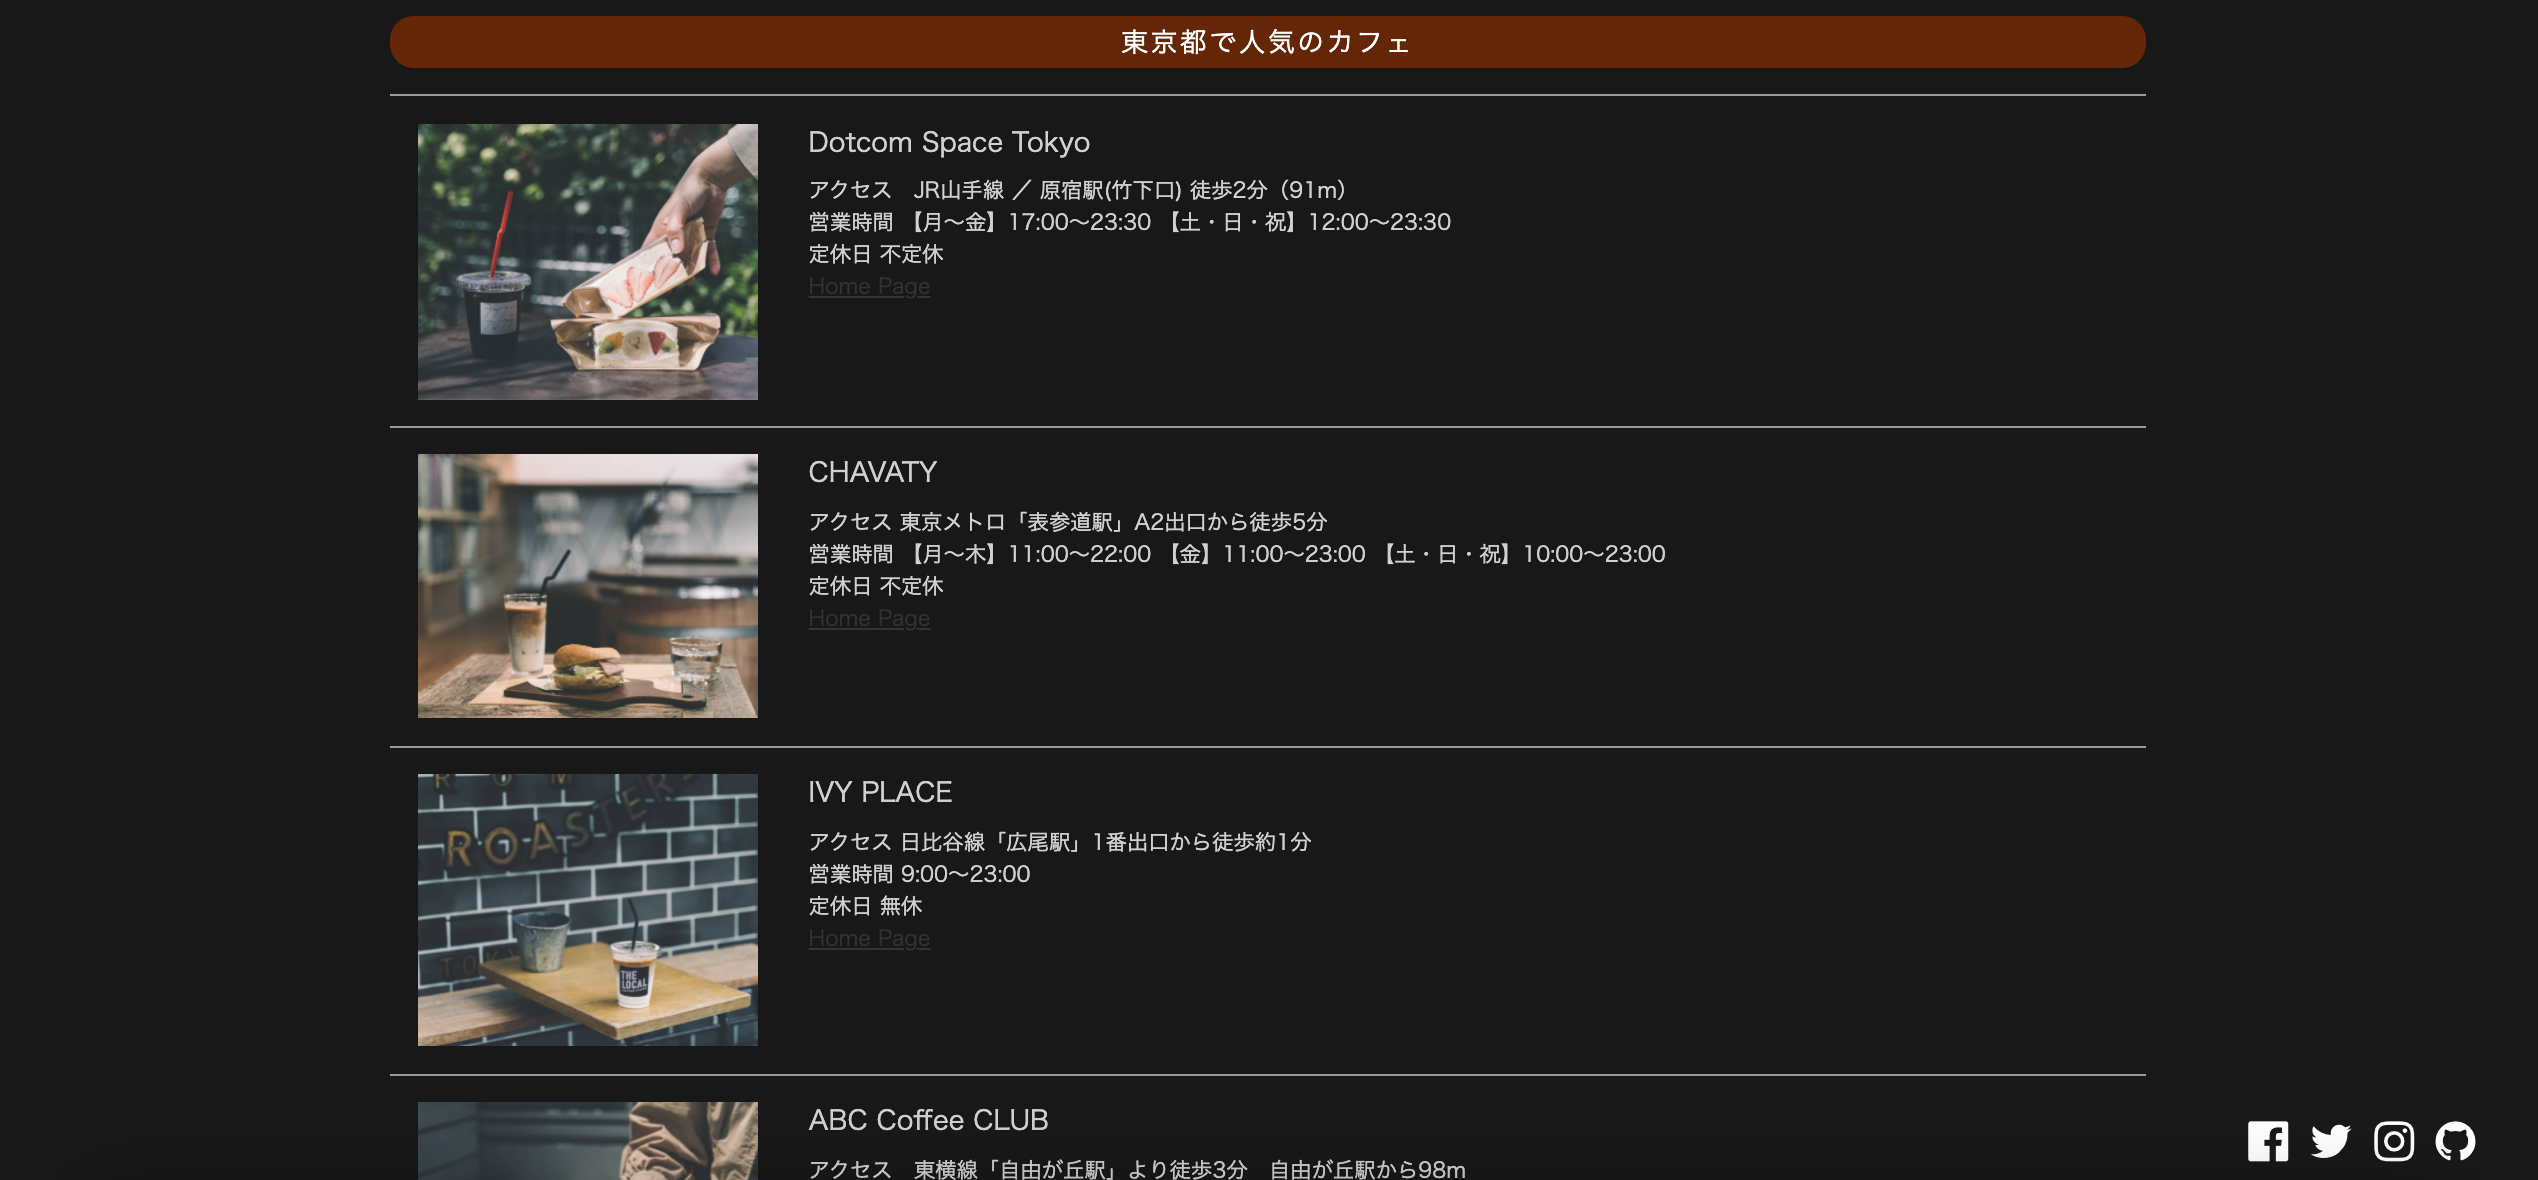 東京都で人気のカフェ
Dotcom Space Tokyo
アクセス　JR山手線 ／ 原宿駅(竹下口) 徒歩2分（91m）
営業時間 【月〜金】17:00〜23:30 【土・日・祝】12:00〜23:30
定休日 不定休
Home Page
CHAVATY
アクセス 東京メトロ「表参道駅」A2出口から徒歩5分
営業時間 【月〜木】11:00〜22:00 【金】11:00〜23:00 【土・日・祝】10:00〜23:00
定休日 不定休
Home Page
ROASTERS
TOKY
THE
LOCAL
IVY PLACE
アクセス 日比谷線「広尾駅」1番出口から徒歩約1分
営業時間 9:00〜23:00
定休日 無休
Home Page
ABC Coffee CLUB
アクセス　東横線「自由が丘駅」より徒歩3分　自由が丘駅から98m